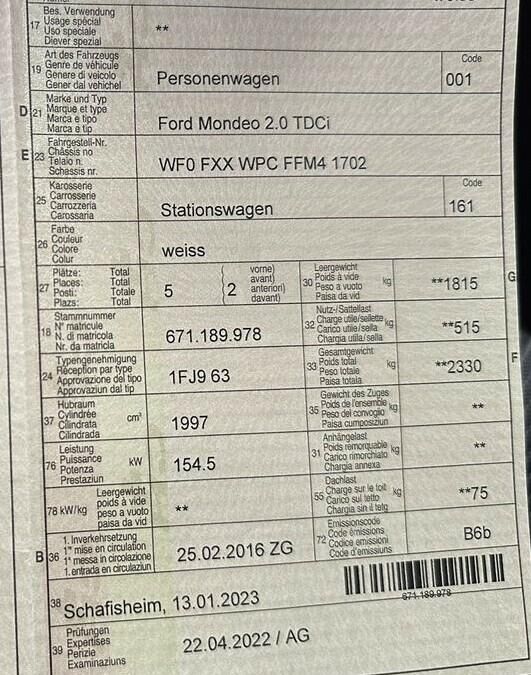 17 Bes. Verwendung
Usage spécial
Uso speciale
Diever spezial
**
19 Art des Fahrzeugs
Genre de véhicule
Genere di veicolo
Gener dal vehichel
Personenwagen
Code
001
D 21 Marke und Typ
Marque et type
Marca e tipo
Marca e tip
Ford Mondeo 2.0 TDCi
E 23 Fahrgestell-Nr.
Châssis no
Telaio n.
Schassis nr.
WF0 FXX WPC FFM4 1702
25 Karosserie
Carrosserie
Carrozzeria
Carossaria
Stationswagen
Code
161
26 Farbe
Couleur
Colore
Colur
weiss
27 Plätze: Total
Places: Total
Posti: Totale
Plazs: Total
5
{ 2
vorne)
avant)
anteriori)
davant)
30 Leergewicht
Poids à vide
Peso a vuoto
Paisa da vid
kg
**1815
G
18 Stammnummer
N° matricule
N. di matricola
Nr. da matricla
671.189.978
32 Nutz-/Sattellast
Charge utile/sellette
Carico utile/sella
Chargia utila/sella
kg
**515
24 Typengenehmigung
Réception par type
Approvazione del tipo
Approvaziun dal tip
1FJ9 63
33 Gesamtgewicht
Poids total
Peso totale
Paisa totala
kg
**2330
F
37 Hubraum
Cylindrée
Cilindrata
Cilindrada
cm³
1997
35 Gewicht des Zuges
Poids de l'ensemble
Peso del convoglio
Paisa cumposiziun
kg
**
76 Leistung
Puissance
Potenza
Prestaziun
kW
154.5
31 Anhängelast
Poids remorquable
Carico rimorchiato
Chargia annexa
kg
**
78 kW/kg
Leergewicht
poids à vide
peso a vuoto
paisa da vid
**
55 Dachlast
Charge sur le toit
Carico sul tetto
Chargia sin il tetg
kg
**75
B 36 1. Inverkehrsetzung
1re mise en circulation
1a messa in circolazione
1. entrada en circulaziun
25.02.2016 ZG
72 Emissionscode
Code émissions
Codice emissioni
Code d'emissiuns
B6b
38 Schafisheim, 13.01.2023
671.189.978
39 Prüfungen
Expertises
Perizie
Examinaziuns
22.04.2022 / AG